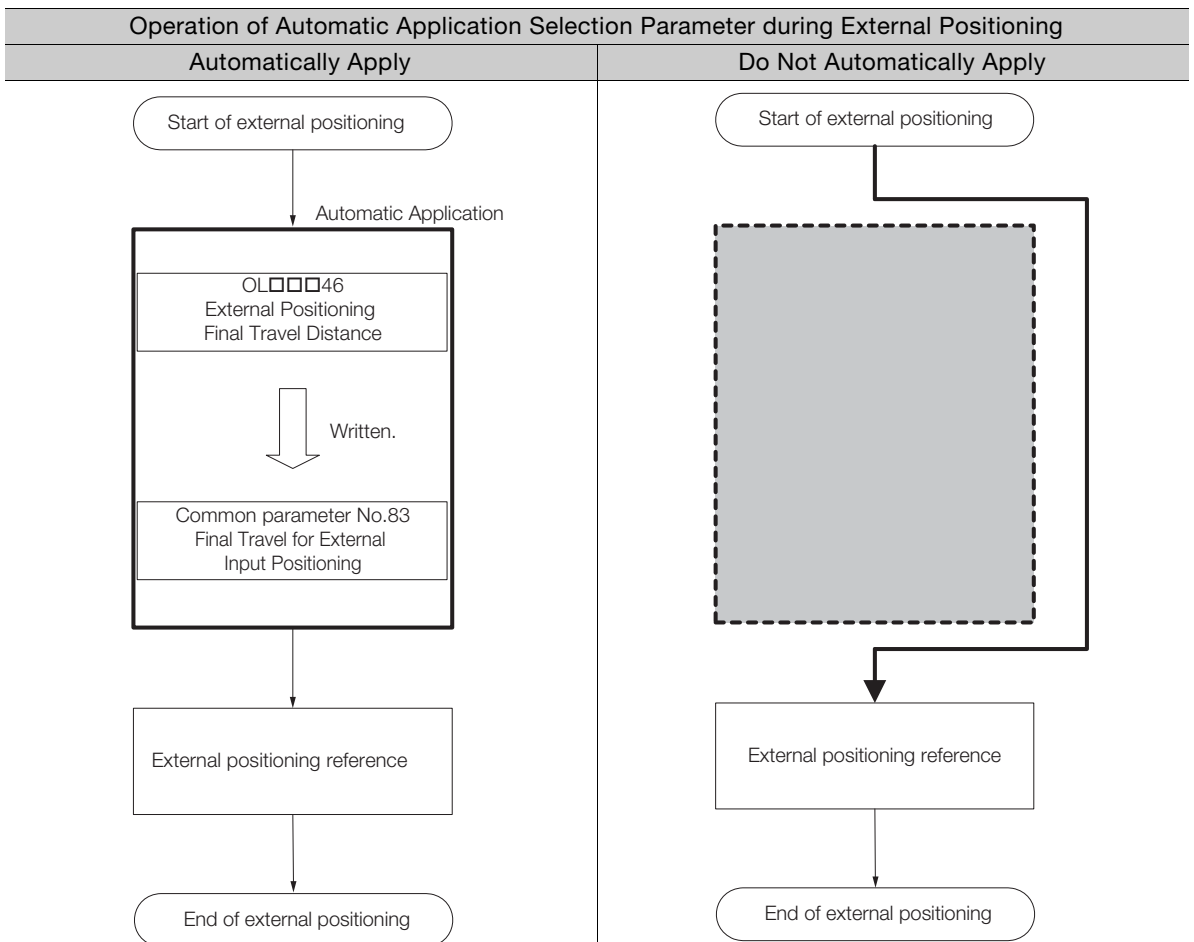 Operation of Automatic Application Selection Parameter during External Positioning
Automatically Apply
Do Not Automatically Apply
Start of external positioning
Automatic Application
OL□□□46
External Positioning
Final Travel Distance
Written.
Common parameter No.83
Final Travel for External
Input Positioning
External positioning reference
End of external positioning
Start of external positioning
External positioning reference
End of external positioning